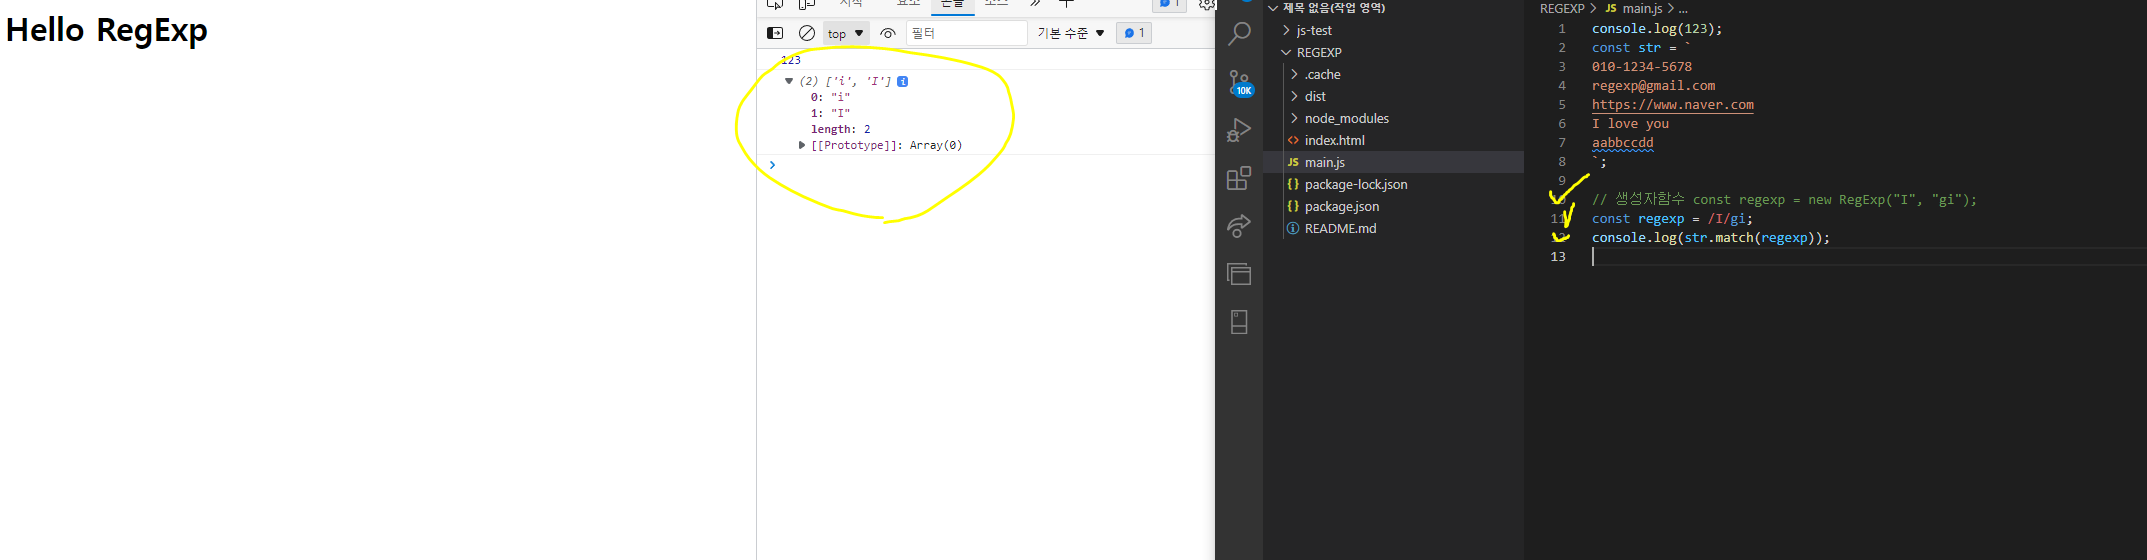 Hello RegExp
콘솔
1
top
필터
기본 수준
1
123
(2) ['i', 'I']
0: "i"
1: "I"
length: 2
[[Prototype]]: Array(0)
제목 없음(작업 영역)
js-test
REGEXP
.cache
dist
node_modules
index.html
JS main.js
package-lock.json
package.json
README.md
10K
REGEXP > JS main.js > ...
1 console.log(123);
2 const str = `
3 010-1234-5678
4 regexp@gmail.com
5 https://www.naver.com
6 I love you
7 aabbccdd
8 `;
9
10 // 생성자함수 const regexp = new RegExp("I", "gi");
11 const regexp = /I/gi;
12 console.log(str.match(regexp));
13